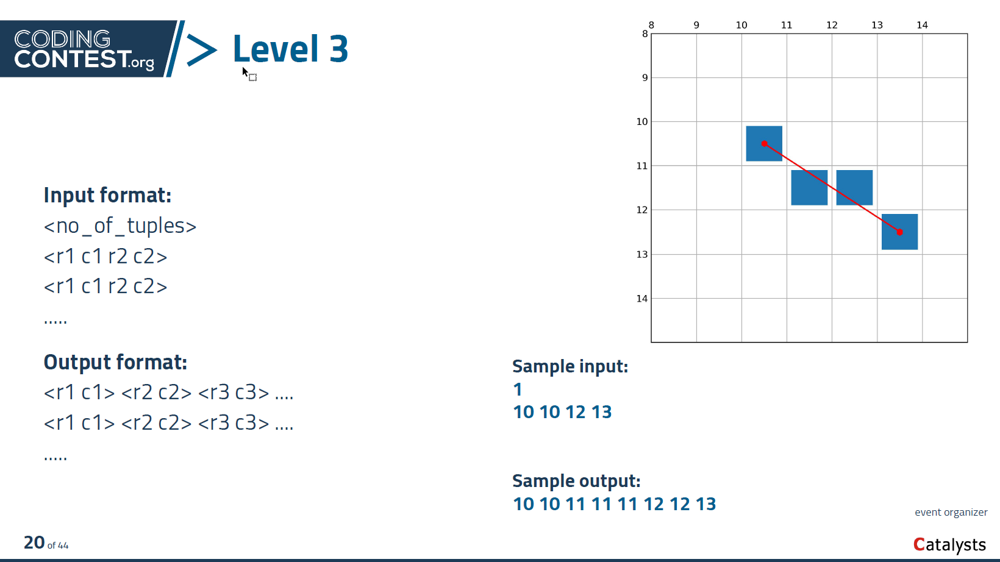 CODING
CONTEST.org
Level 3
8 9 10 11 12 13 14
8
9
10
11
12
13
14
Input format:
<no_of_tuples>
<r1 c1 r2 c2>
<r1 c1 r2 c2>
.....
Output format:
<r1 c1> <r2 c2> <r3 c3> ....
<r1 c1> <r2 c2> <r3 c3> ....
.....
Sample input:
1
10 10 12 13
Sample output:
10 10 11 11 11 12 12 13
event organizer
Catalysts
20 of 44